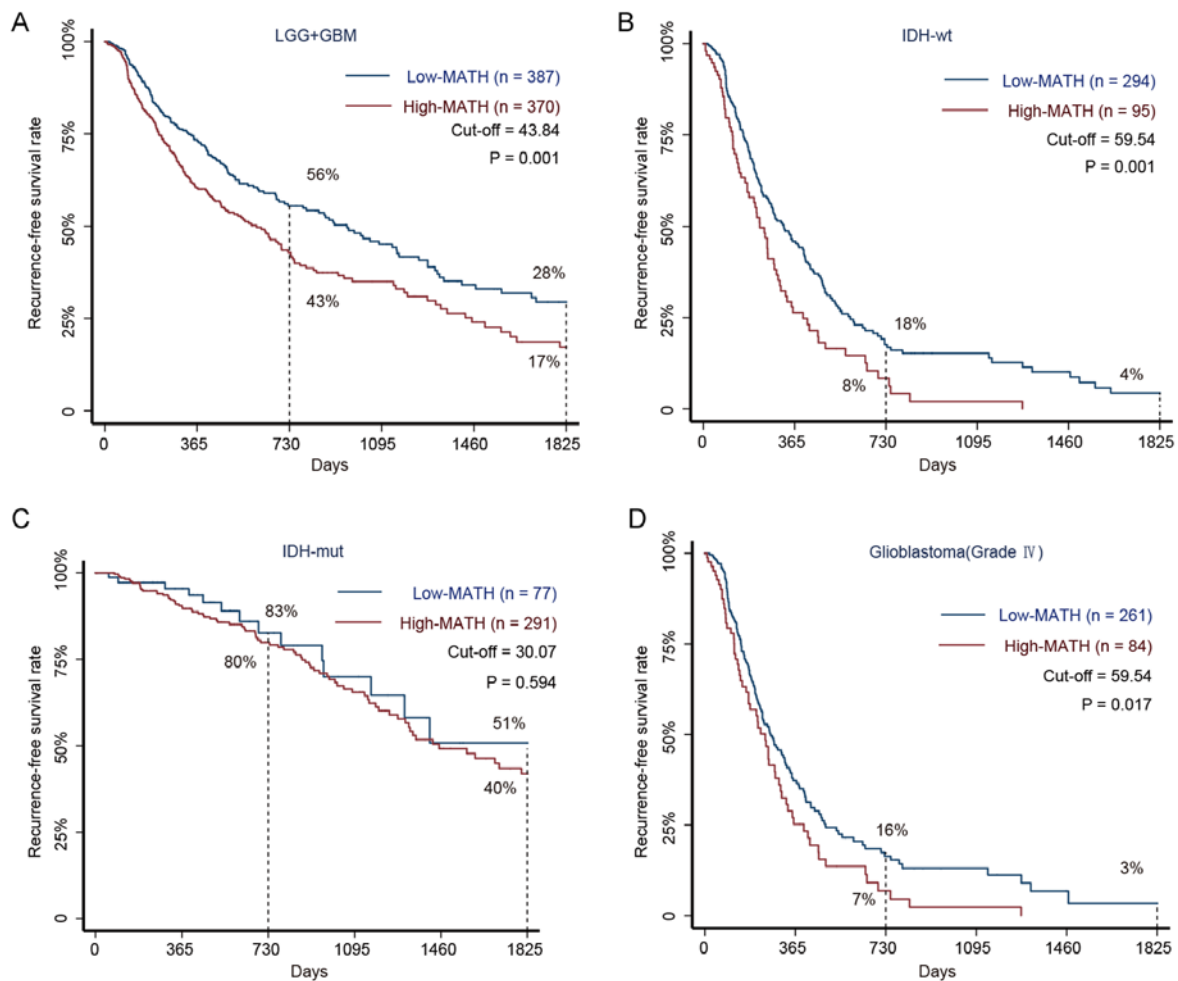 A
LGG+GBM
Low-MATH (n = 387)
High-MATH (n = 370)
Cut-off = 43.84
P = 0.001
Recurrence-free survival rate
100%
75%
50%
25%
0
56%
43%
28%
17%
0 365 730 1095 1460 1825
Days
B
IDH-wt
Low-MATH (n = 294)
High-MATH (n = 95)
Cut-off = 59.54
P = 0.001
Recurrence-free survival rate
100%
75%
50%
25%
0
18%
8%
4%
0 365 730 1095 1460 1825
Days
C
IDH-mut
Low-MATH (n = 77)
High-MATH (n = 291)
Cut-off = 30.07
P = 0.594
Recurrence-free survival rate
100%
75%
50%
25%
0
83%
80%
51%
40%
0 365 730 1095 1460 1825
Days
D
Glioblastoma(Grade Ⅳ)
Low-MATH (n = 261)
High-MATH (n = 84)
Cut-off = 59.54
P = 0.017
Recurrence-free survival rate
100%
75%
50%
25%
0
16%
7%
3%
0 365 730 1095 1460 1825
Days